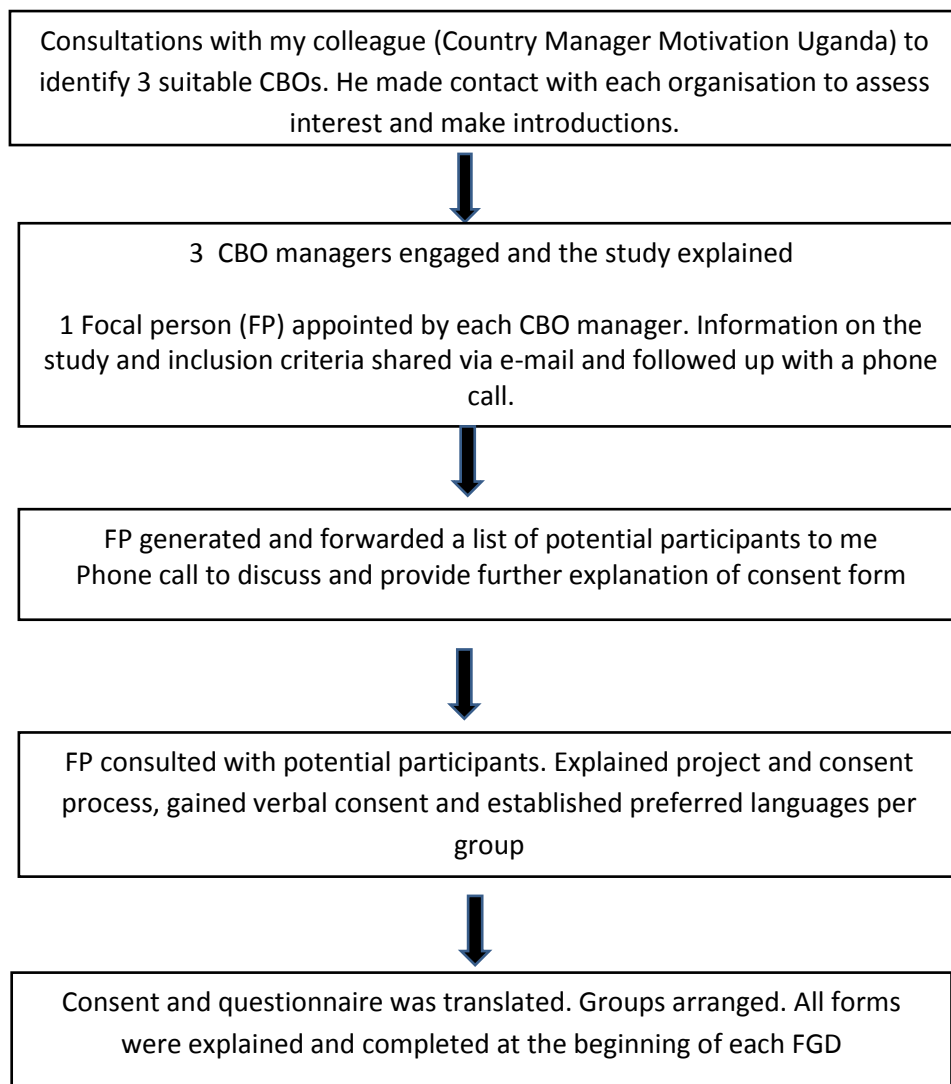 Consultations with my colleague (Country Manager Motivation Uganda) to
identify 3 suitable CBOs. He made contact with each organisation to assess
interest and make introductions.
3  CBO managers engaged and the study explained
1 Focal person (FP) appointed by each CBO manager. Information on the
study and inclusion criteria shared via e-mail and followed up with a phone
call.
FP generated and forwarded a list of potential participants to me
Phone call to discuss and provide further explanation of consent form
FP consulted with potential participants. Explained project and consent
process, gained verbal consent and established preferred languages per
group
Consent and questionnaire was translated. Groups arranged. All forms
were explained and completed at the beginning of each FGD